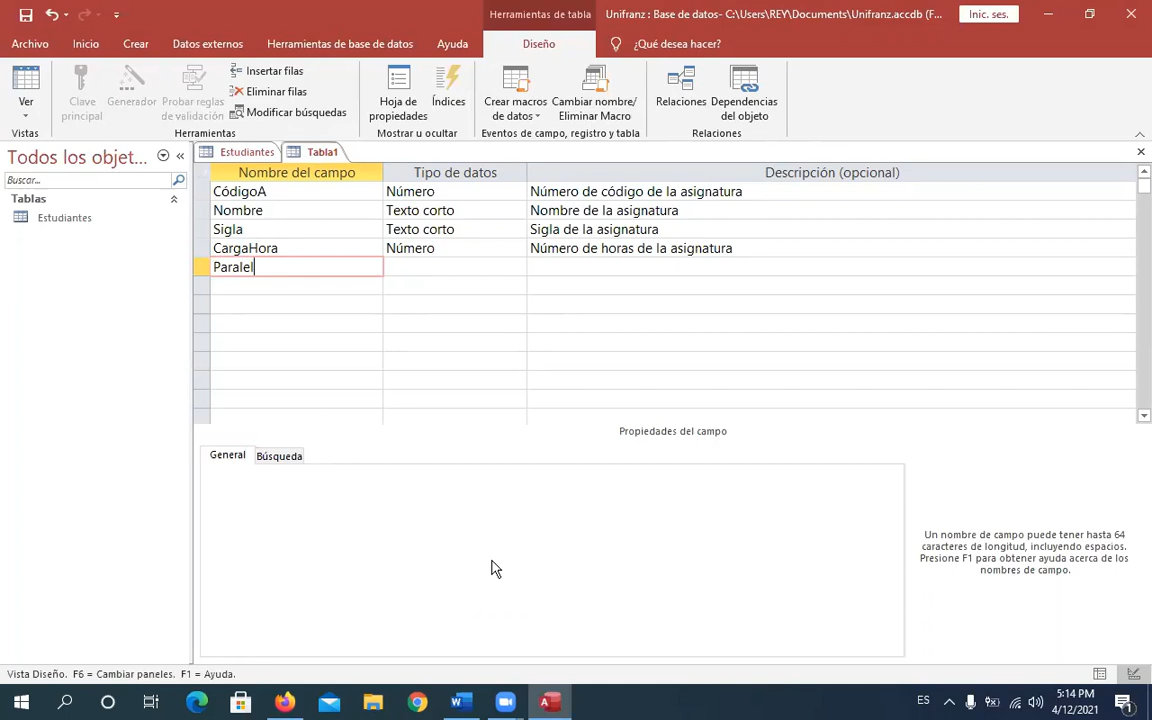 Herramientas de tabla
Unifranz : Base de datos- C:\Users\REY\Documents\Unifranz.accdb (F...
Inic. ses.
Archivo
Inicio
Crear
Datos externos
Herramientas de base de datos
Ayuda
Diseño
¿Qué desea hacer?
Ver
Clave principal
Generador
Probar reglas de validación
Insertar filas
Eliminar filas
Modificar búsquedas
Hoja de propiedades
Índices
Crear macros de datos
Cambiar nombre/ Eliminar Macro
Relaciones
Dependencias del objeto
Vistas
Herramientas
Mostrar u ocultar
Eventos de campo, registro y tabla
Relaciones
Todos los objet...
Buscar...
Tablas
Estudiantes
Estudiantes
Tabla1
Nombre del campo
Tipo de datos
Descripción (opcional)
CódigoA
Número
Número de código de la asignatura
Nombre
Texto corto
Nombre de la asignatura
Sigla
Texto corto
Sigla de la asignatura
CargaHora
Número
Número de horas de la asignatura
Paralel
Propiedades del campo
General
Búsqueda
Un nombre de campo puede tener hasta 64
caracteres de longitud, incluyendo espacios.
Presione F1 para obtener ayuda acerca de los
nombres de campo.
Vista Diseño. F6 = Cambiar paneles. F1 = Ayuda.
ES
5:14 PM
4/12/2021
1